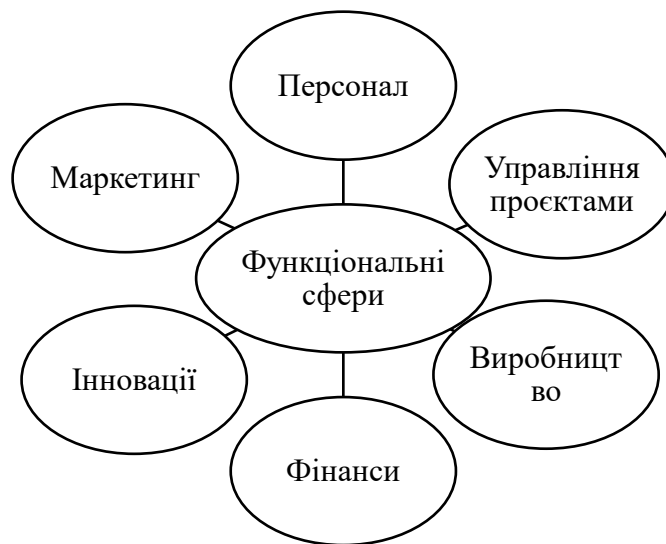 Персонал
Маркетинг
Управління
проєктами
Функціональні
сфери
Інновації
Виробницт
во
Фінанси